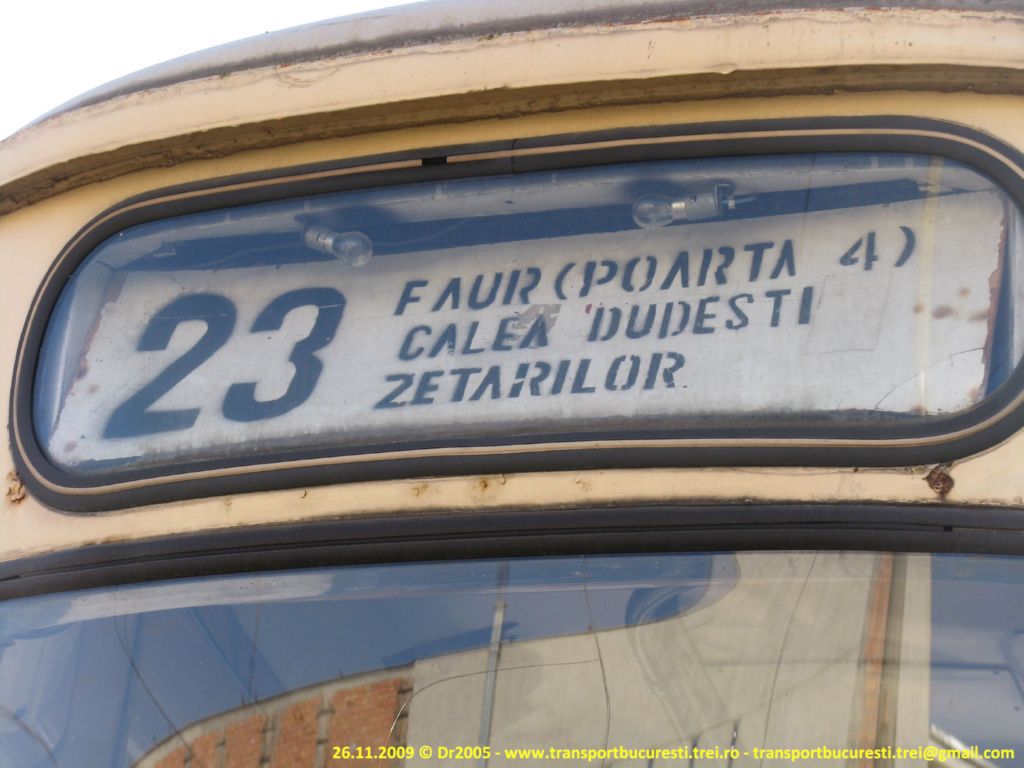 23
FAUR (POARTA 4)
CALEA DUDESTI
ZETARILOR
26.11.2009 © Dr2005 - www.transportbucuresti.trei.ro - transportbucuresti.trei@gmail.com